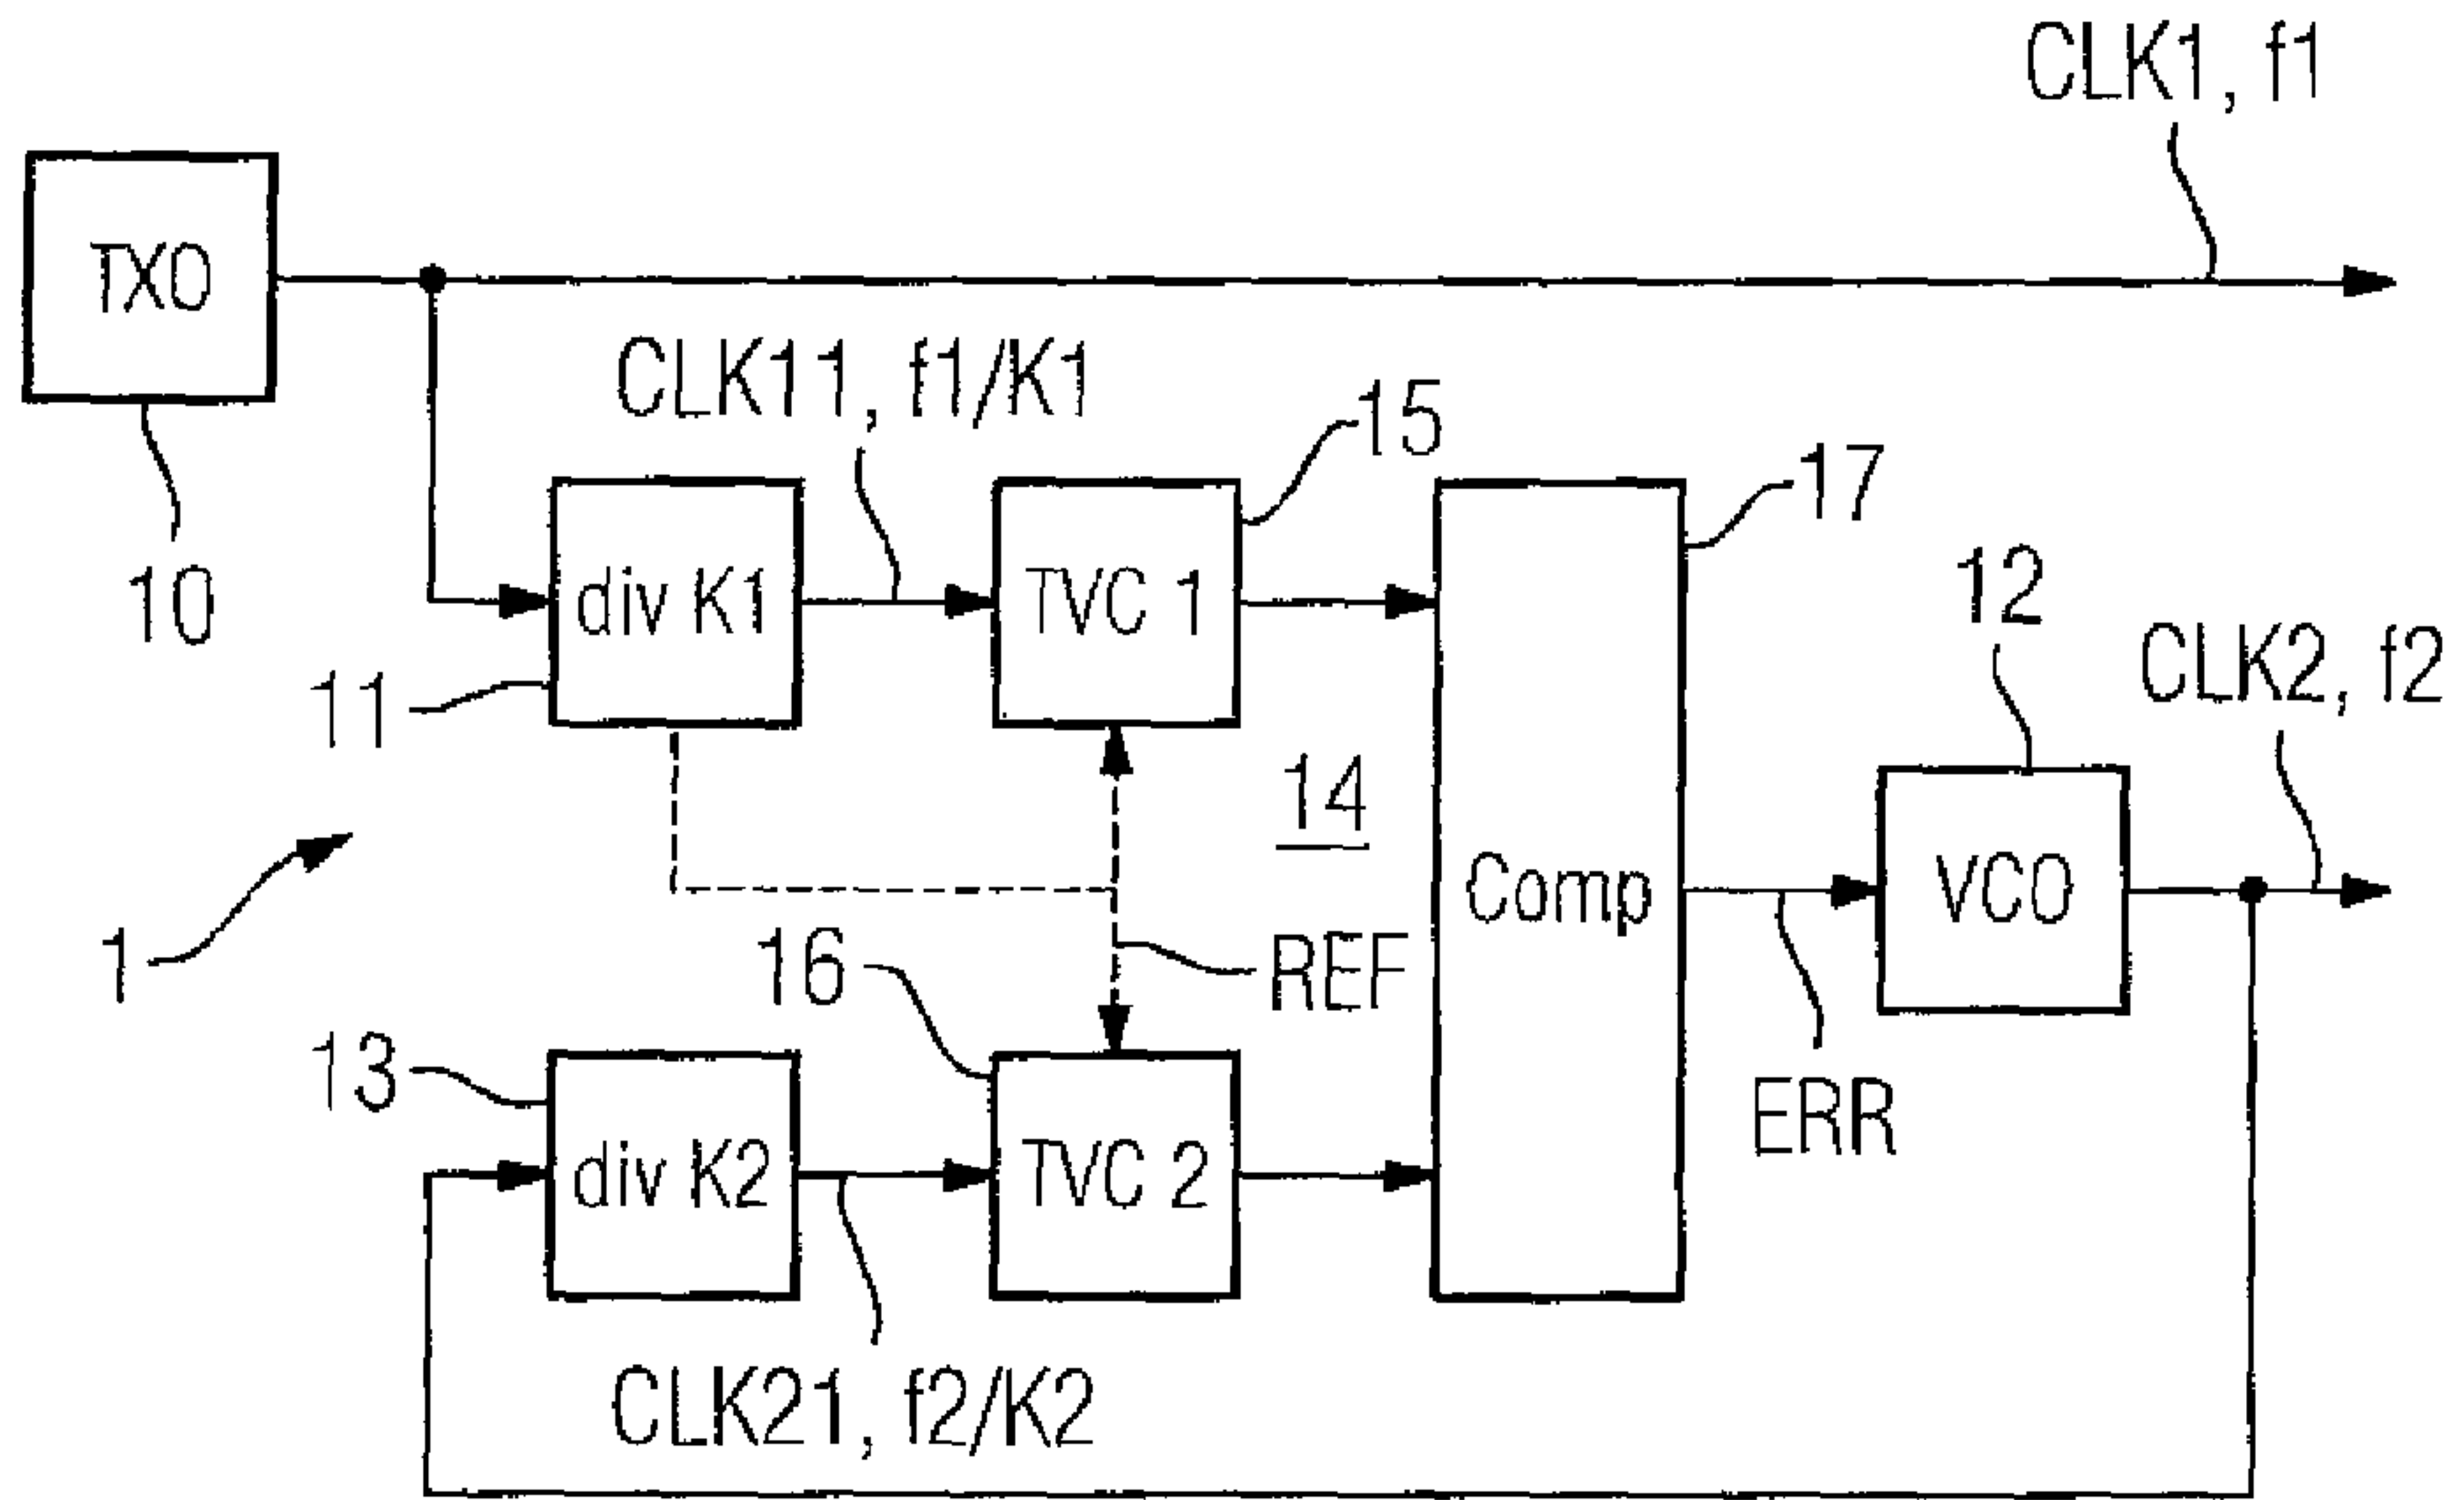 CLK1, f1
TXO
CLK11, f1/K1
15
17
10
div K1
TVC 1
12
11
CLK2, f2
14
Comp
VCO
1
16
REF
13
div K2
TVC 2
ERR
CLK21, f2/K2